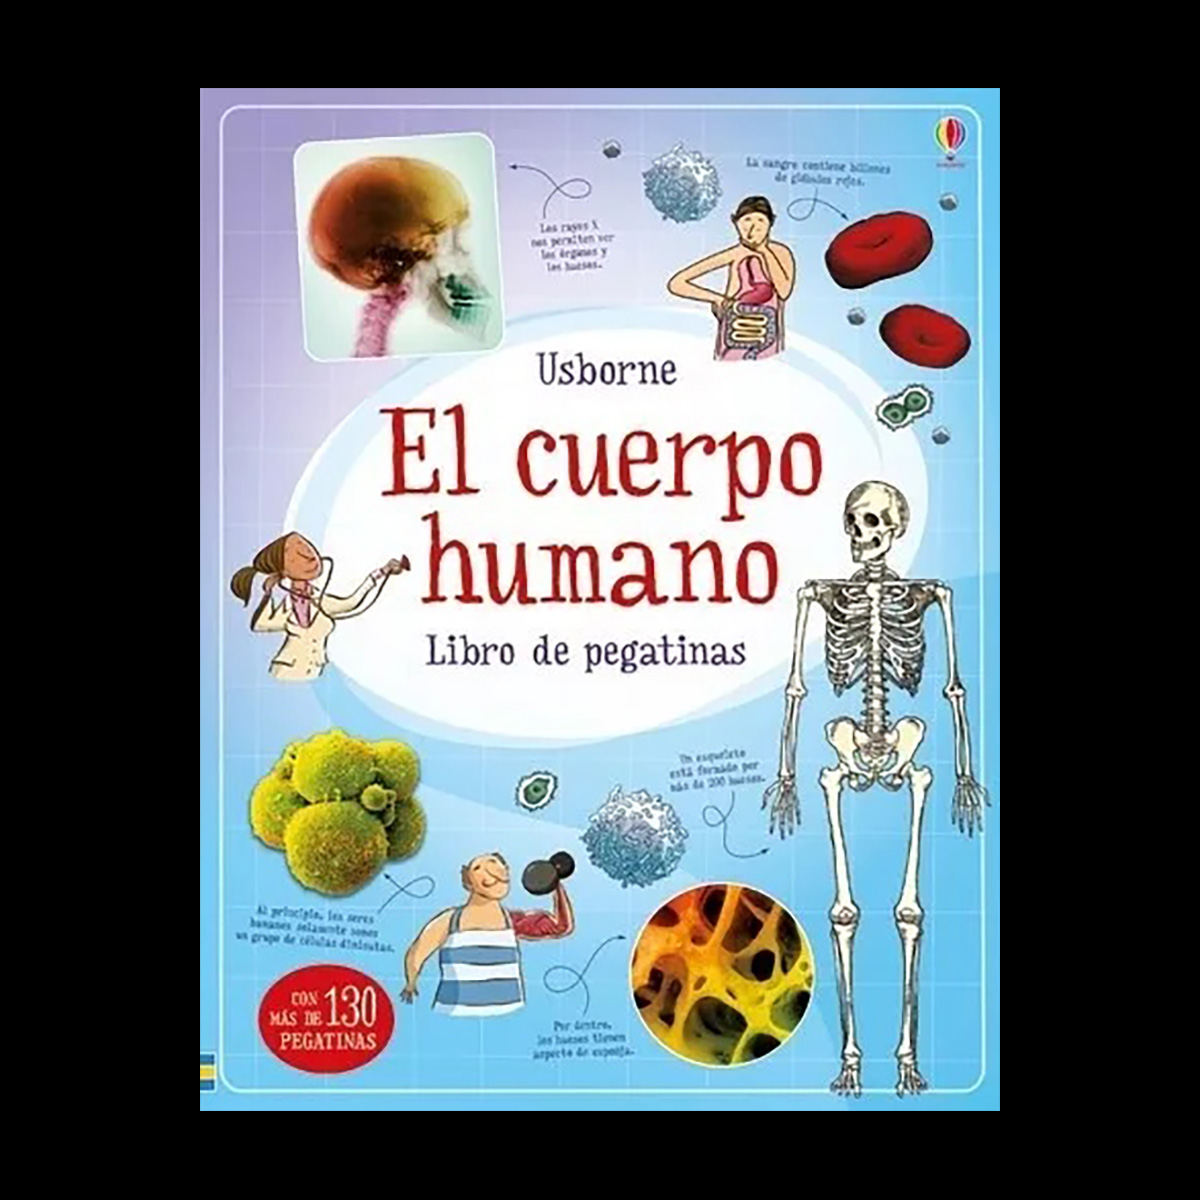 La sangre contiene billones
de glóbulos rojos.
Los rayos X
nos permiten ver
los órganos y
los huesos.
Usborne
El cuerpo
humano
Libro de pegatinas
Un esqueleto
está formado por
más de 200 huesos.
Al principio, los seres
humanos solamente somos
un grupo de células diminutas.
CON
MÁS DE 130
PEGATINAS
Por dentro,
los huesos tienen
aspecto de esponja.